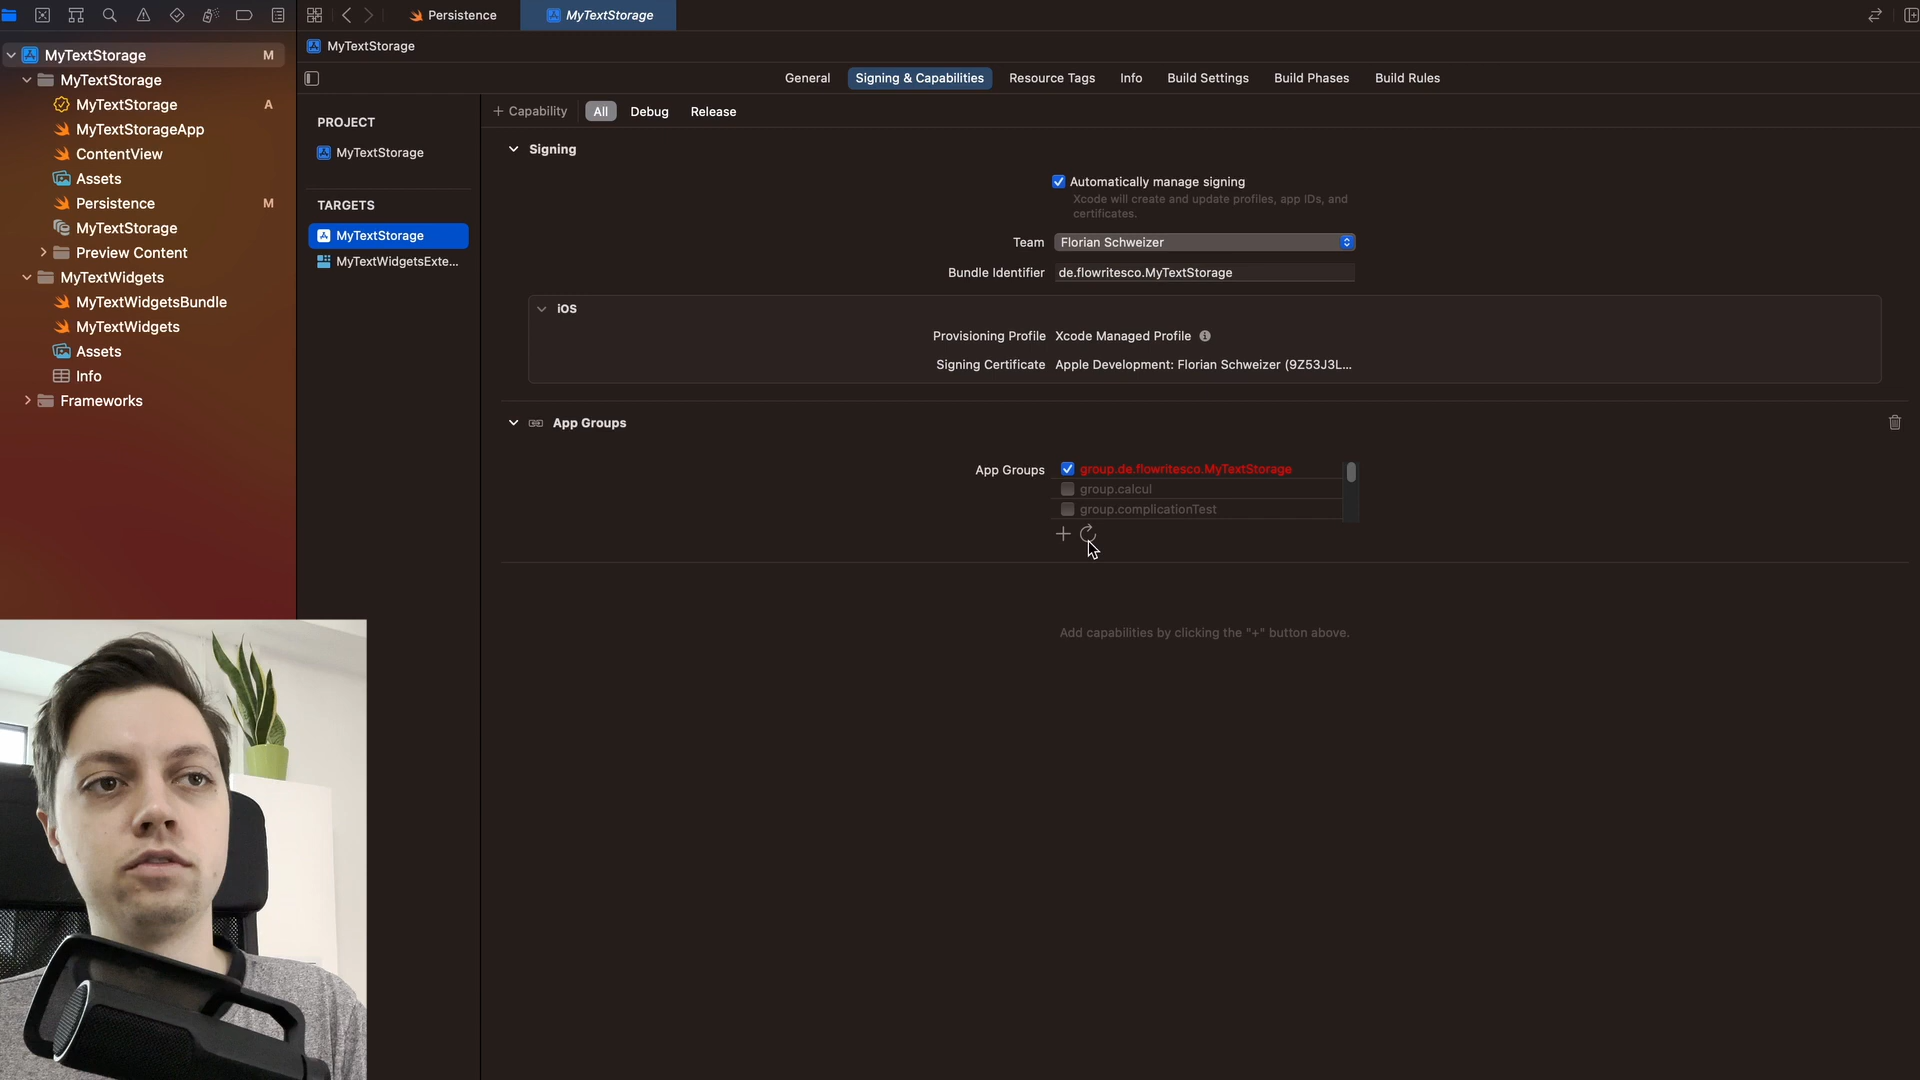 Persistence
MyTextStorage
MyTextStorage M
MyTextStorage
MyTextStorage
General
Signing & Capabilities
Resource Tags
Info
Build Settings
Build Phases
Build Rules
MyTextStorage A
MyTextStorageApp
ContentView
Assets
Persistence M
MyTextStorage
Preview Content
MyTextWidgets
MyTextWidgetsBundle
MyTextWidgets
Assets
Info
Frameworks
PROJECT
MyTextStorage
TARGETS
MyTextStorage
MyTextWidgetsExte...
+ Capability
All
Debug
Release
Signing
Automatically manage signing
Xcode will create and update profiles, app IDs, and
certificates.
Team Florian Schweizer
Bundle Identifier de.flowritesco.MyTextStorage
iOS
Provisioning Profile Xcode Managed Profile
Signing Certificate Apple Development: Florian Schweizer (9Z53J3L...
App Groups
App Groups group.de.flowritesco.MyTextStorage
group.calcul
group.complicationTest
Add capabilities by clicking the "+" button above.